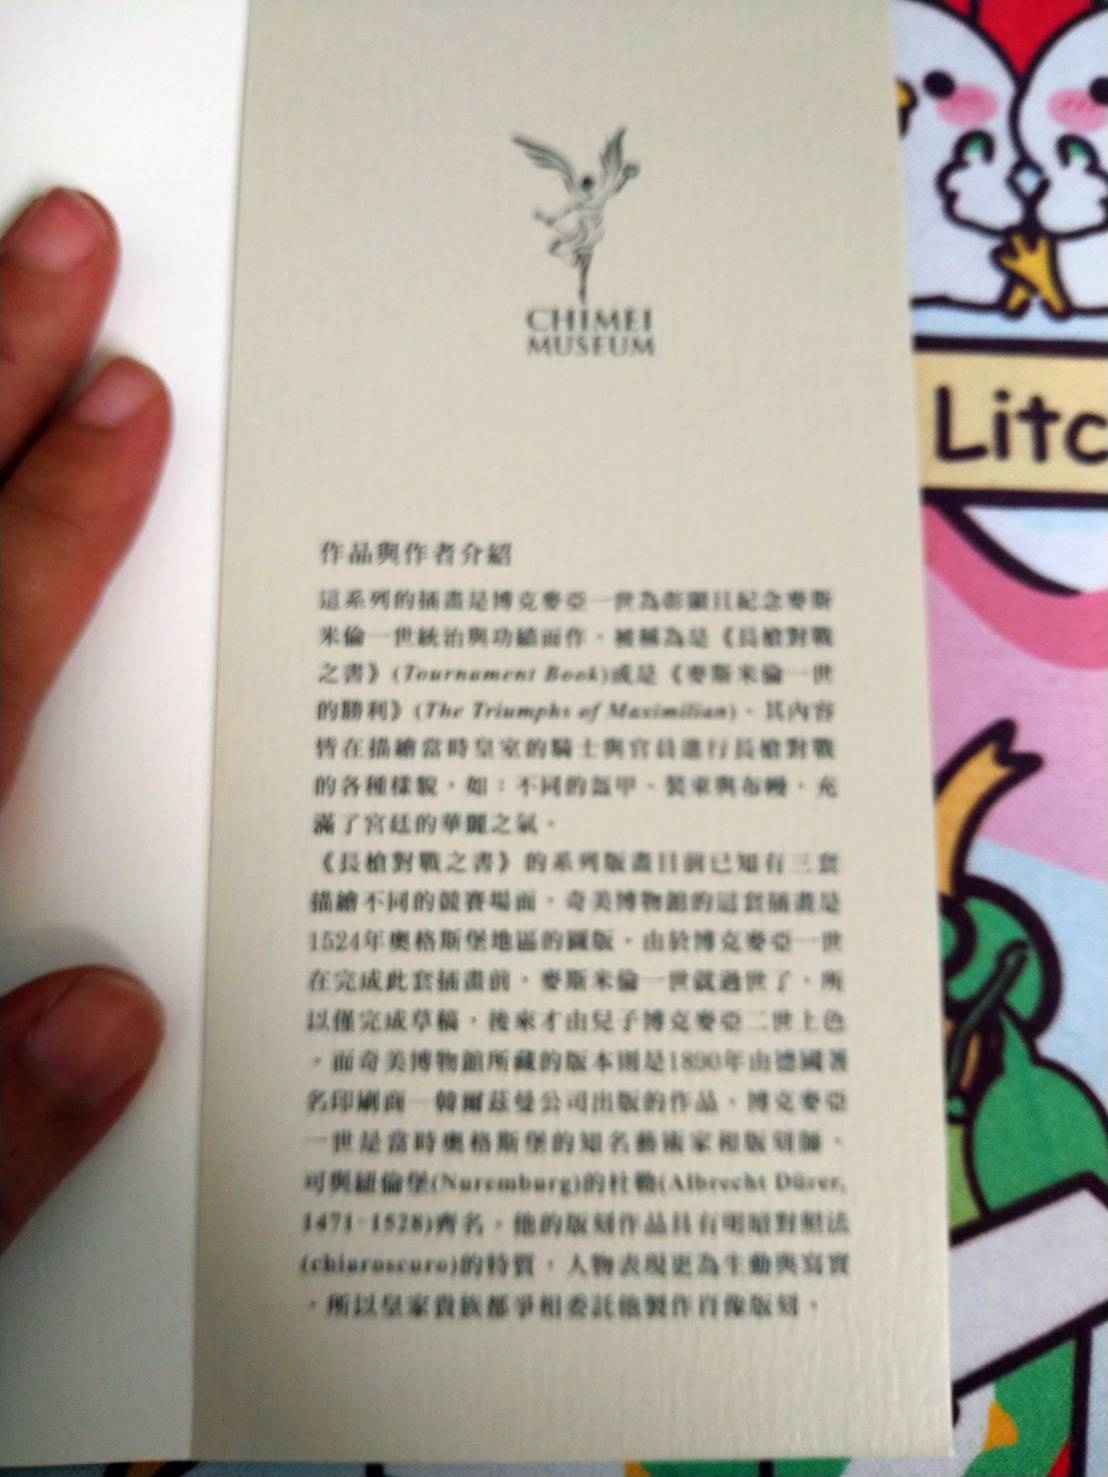 CHIMEI
MUSEUM
Litc
作品與作者介紹
這系列的插畫是博克麥亞一世為彰顯且紀念麥斯
米倫一世統治與功績而作，被稱為是《長槍對戰
之書》(Tournament Book)或是《麥斯米倫一世
的勝利》(The Triumphs of Maximilian)，其內容
皆在描繪當時皇室的騎士與官員進行長槍對戰
的各種樣貌，如：不同的盔甲、裝束與布幔，充
滿了宮廷的華麗之氣。
《長槍對戰之書》的系列版畫目前已知有三套
描繪不同的競賽場面，奇美博物館的這套插畫是
1524年奧格斯堡地區的圖版。由於博克麥亞一世
在完成此套插畫前，麥斯米倫一世就過世了，所
以僅完成草稿，後來才由兒子博克麥亞二世上色
。而奇美博物館所藏的版本則是1890年由德國著
名印刷商—韓爾茲曼公司出版的作品。博克麥亞
一世是當時奧格斯堡的知名藝術家和版刻師，
可與紐倫堡(Nuremburg)的杜勒(Albrecht Dürer,
1471-1528)齊名，他的版刻作品具有明暗對照法
(chiaroscuro)的特質，人物表現更為生動與寫實
，所以皇家貴族都爭相委託他製作肖像版刻。